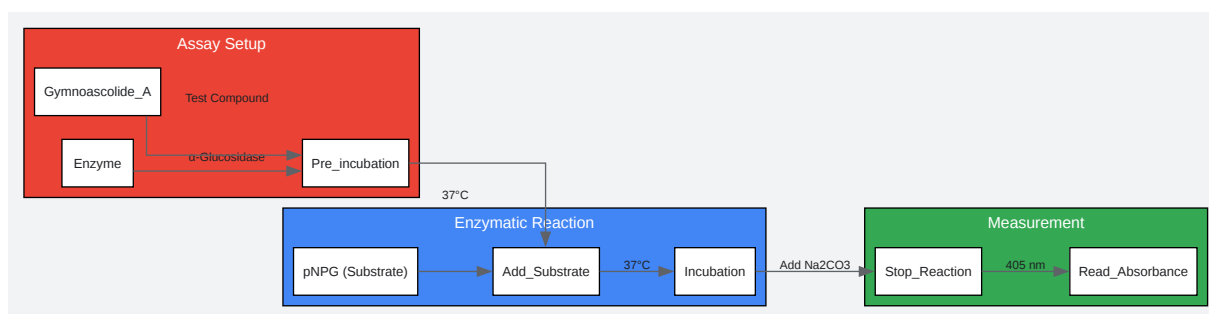 Assay Setup
Gymnoascolide_A
Test Compound
Enzyme
α-Glucosidase
Pre_incubation
37°C
Enzymatic Reaction
pNPG (Substrate)
Add_Substrate
37°C
Incubation
Add Na2CO3
Measurement
Stop_Reaction
405 nm
Read_Absorbance